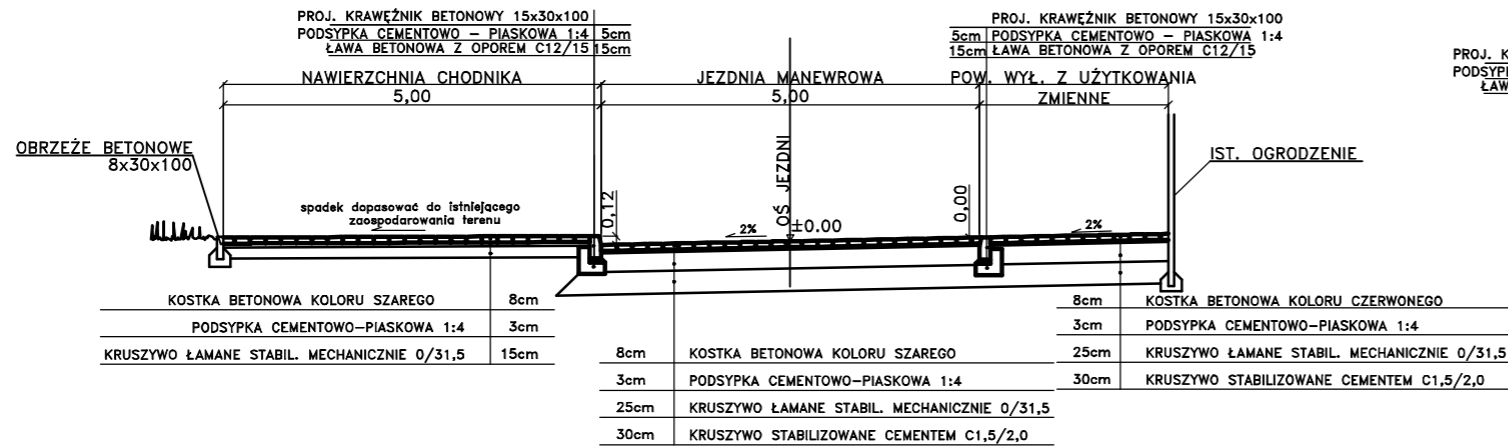 PROJ. KRAWĘŻNIK BETONOWY 15x30x100
PODSYPKA CEMENTOWO – PIASKOWA 1:4 5cm
ŁAWA BETONOWA Z OPOREM C12/15 15cm
PROJ. KRAWĘŻNIK BETONOWY 15x30x100
5cm PODSYPKA CEMENTOWO – PIASKOWA 1:4
15cm ŁAWA BETONOWA Z OPOREM C12/15
NAWIERZCHNIA CHODNIKA
5,00
JEZDNIA MANEWROWA
5,00
POW. WYŁ. Z UŻYTKOWANIA
ZMIENNE
OBRZEŻE BETONOWE
8x30x100
IST. OGRODZENIE
spadek dopasować do istniejącego
zaospodarowania terenu
0,12
OŚ JEZDNI
2%
±0.00
0,00
2%
KOSTKA BETONOWA KOLORU SZAREGO 8cm
PODSYPKA CEMENTOWO–PIASKOWA 1:4 3cm
KRUSZYWO ŁAMANE STABIL. MECHANICZNIE 0/31,5 15cm
8cm KOSTKA BETONOWA KOLORU SZAREGO
3cm PODSYPKA CEMENTOWO–PIASKOWA 1:4
25cm KRUSZYWO ŁAMANE STABIL. MECHANICZNIE 0/31,5
30cm KRUSZYWO STABILIZOWANE CEMENTEM C1,5/2,0
8cm KOSTKA BETONOWA KOLORU CZERWONEGO
3cm PODSYPKA CEMENTOWO–PIASKOWA 1:4
25cm KRUSZYWO ŁAMANE STABIL. MECHANICZNIE 0/31,5
30cm KRUSZYWO STABILIZOWANE CEMENTEM C1,5/2,0
PROJ.